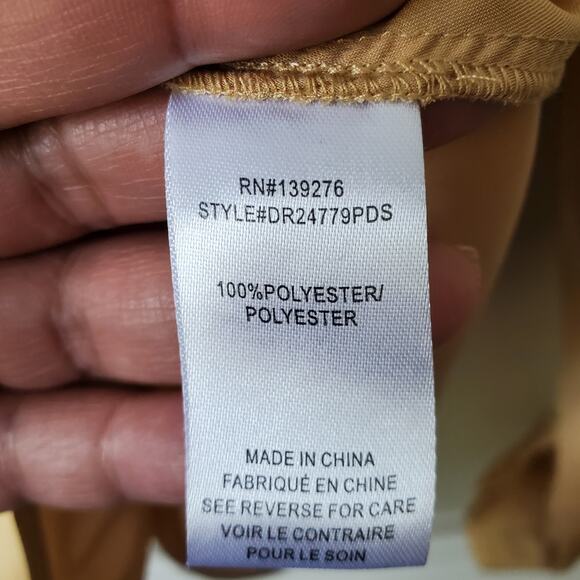 RN#139276
STYLE#DR24779PDS
100%POLYESTER/
POLYESTER
MADE IN CHINA
FABRIQUÉ EN CHINE
SEE REVERSE FOR CARE
VOIR LE CONTRAIRE
POUR LE SOIN